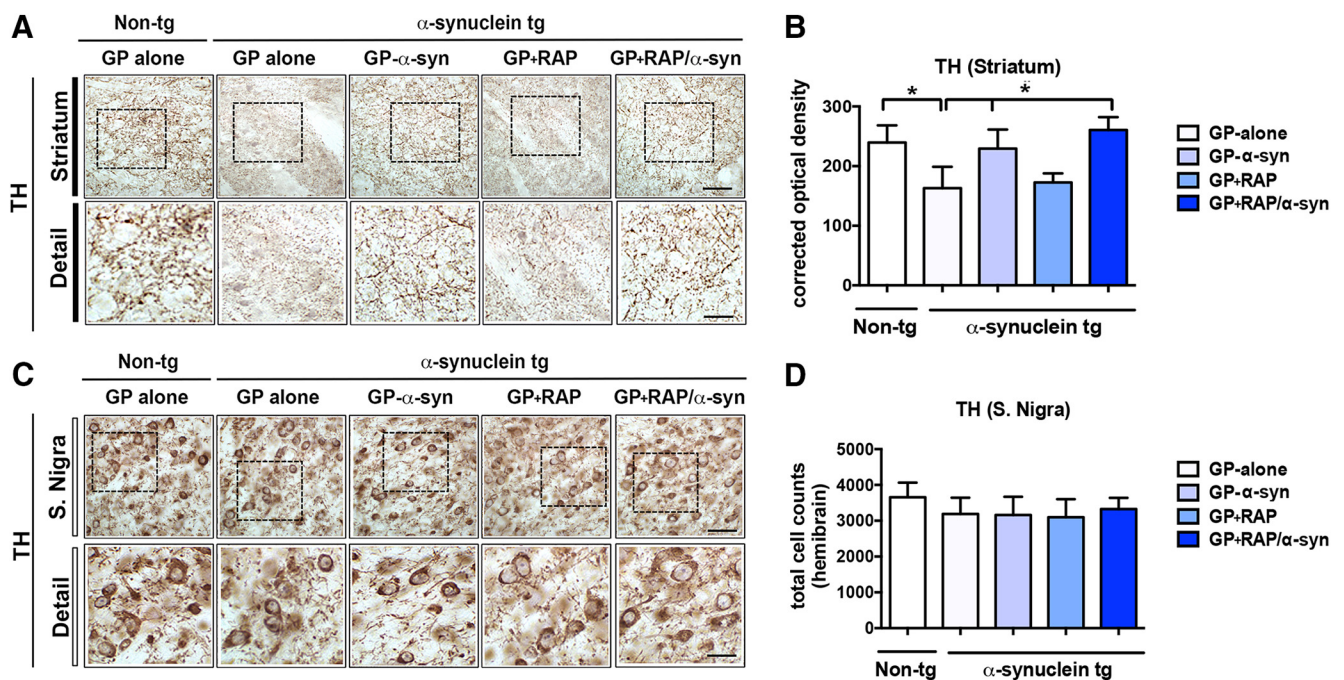 A
Non-tg
α-synuclein tg
GP alone
GP alone
GP-α-syn
GP+RAP
GP+RAP/α-syn
TH
Striatum
Detail
B
TH (Striatum)
corrected optical density
300
200
100
0
*
*
Non-tg
α-synuclein tg
GP-alone
GP-α-syn
GP+RAP
GP+RAP/α-syn
C
Non-tg
α-synuclein tg
GP alone
GP alone
GP-α-syn
GP+RAP
GP+RAP/α-syn
TH
S. Nigra
Detail
D
TH (S. Nigra)
total cell counts
(hemibrain)
5000
4000
3000
2000
1000
0
Non-tg
α-synuclein tg
GP-alone
GP-α-syn
GP+RAP
GP+RAP/α-syn